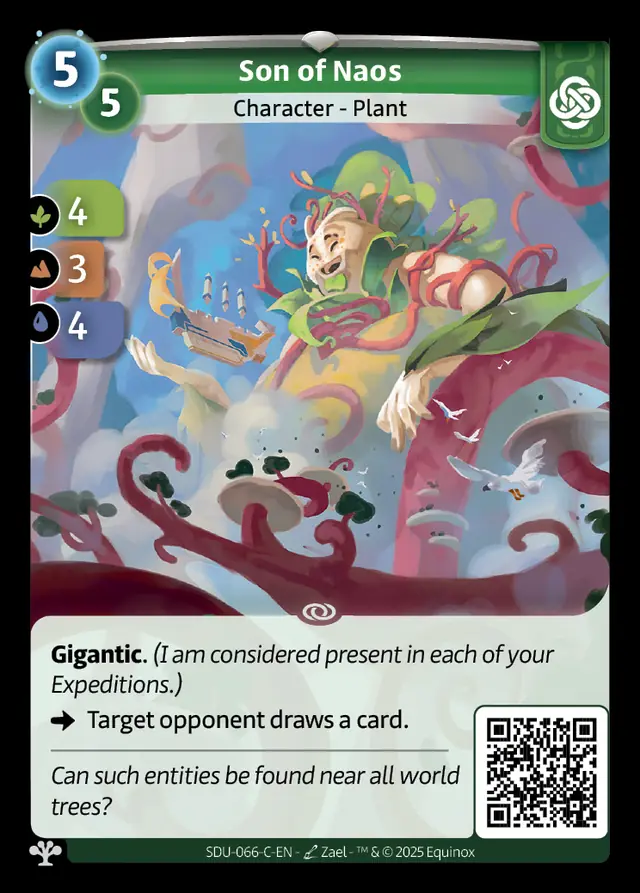 5
5
Son of Naos
Character - Plant
4
3
4
Gigantic. (I am considered present in each of your
Expeditions.)
Target opponent draws a card.
Can such entities be found near all world
trees?
SDU-066-C-EN - Zael - ™ & © 2025 Equinox